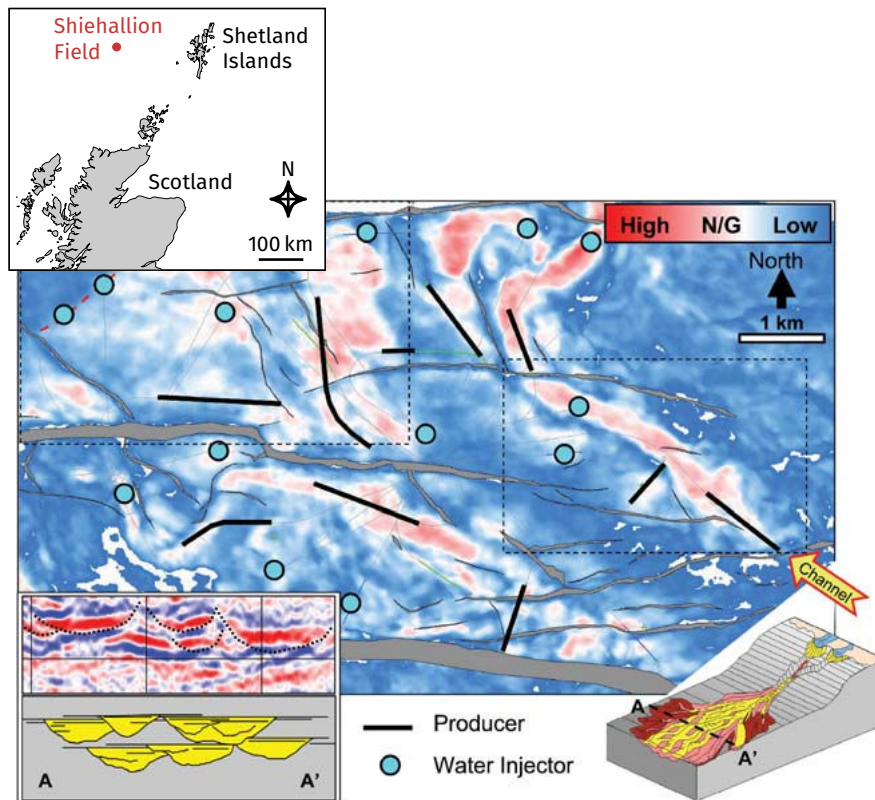 Shiehallion
Field
Shetland
Islands
Scotland
N
100 km
High N/G Low
North
1 km
Channel
A
A'
A A'
Producer
Water Injector